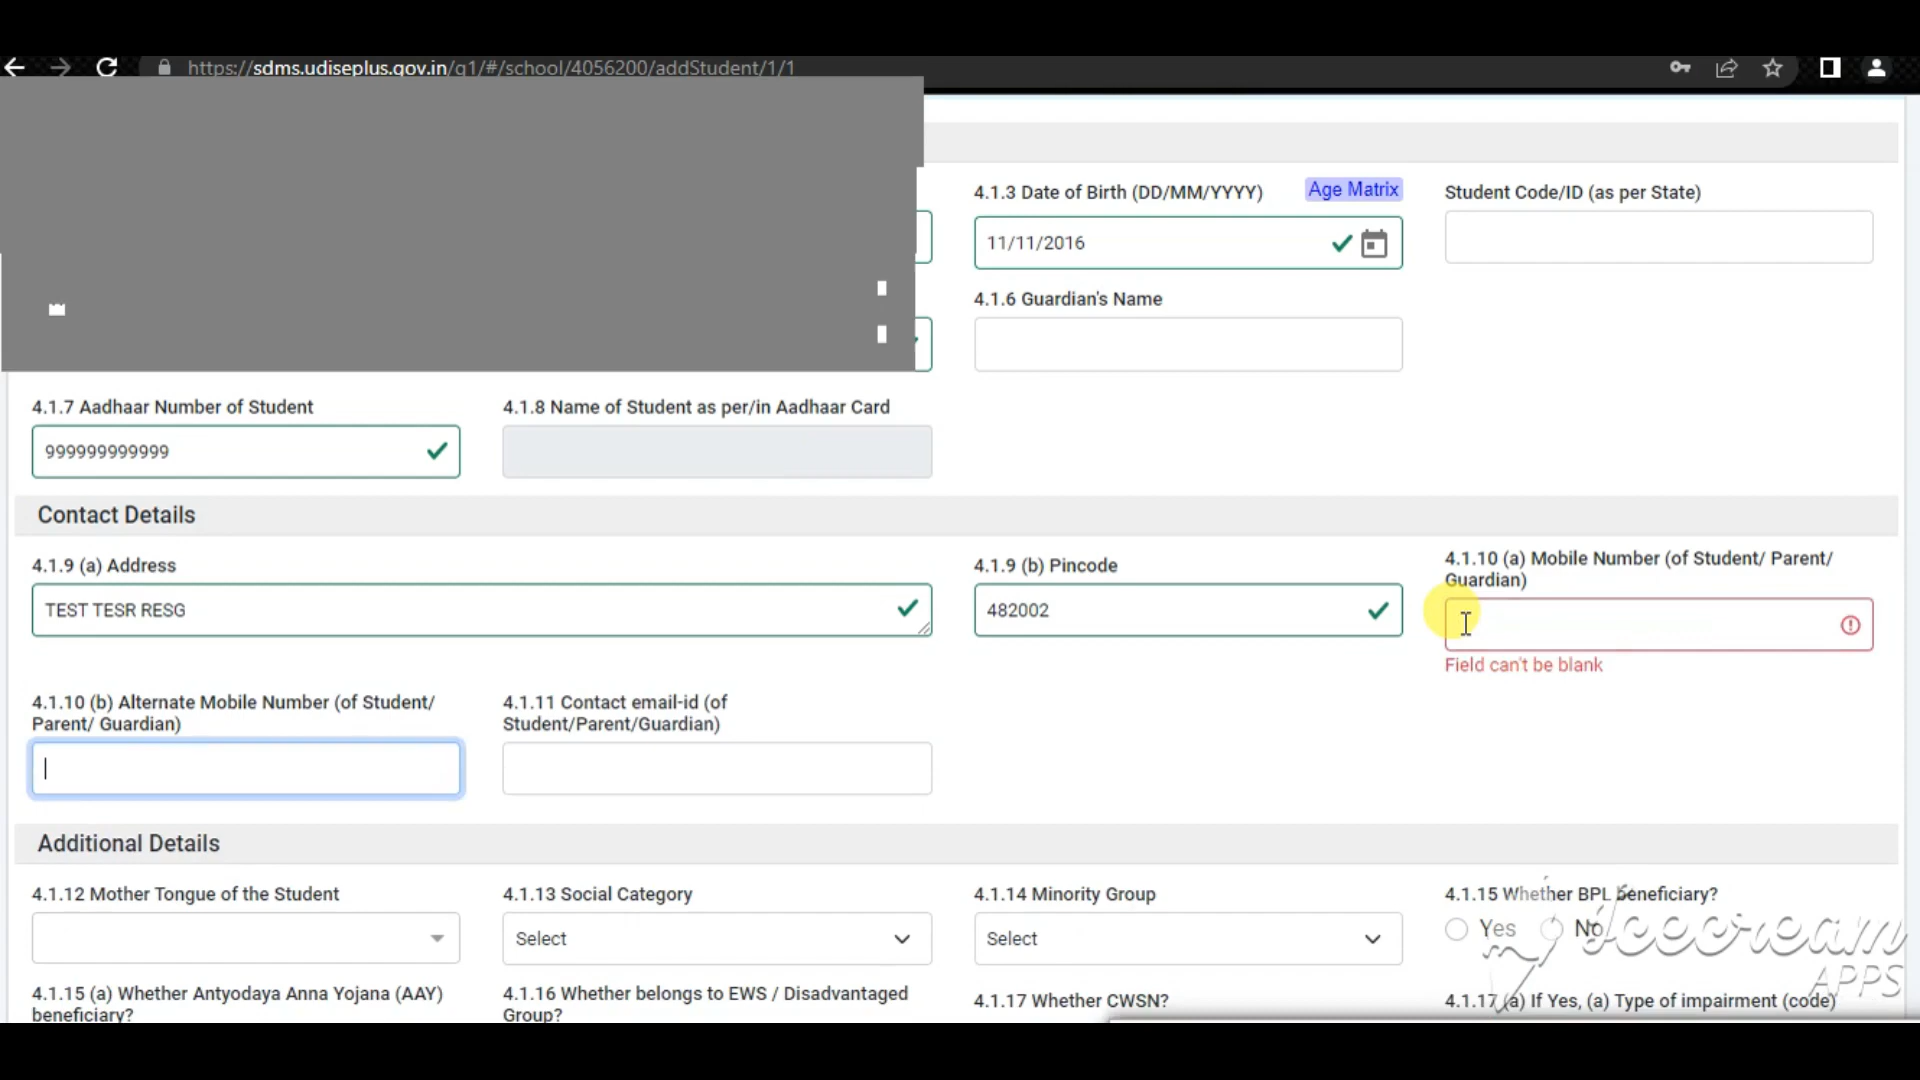 https://sdms.udiseplus.gov.in/g1/#/school/4056200/addStudent/1/1
4.1.3 Date of Birth (DD/MM/YYYY)
Age Matrix
Student Code/ID (as per State)
11/11/2016
4.1.6 Guardian's Name
4.1.7 Aadhaar Number of Student
4.1.8 Name of Student as per/in Aadhaar Card
999999999999
Contact Details
4.1.9 (a) Address
4.1.9 (b) Pincode
4.1.10 (a) Mobile Number (of Student/ Parent/
Guardian)
TEST TESR RESG
482002
Field can't be blank
4.1.10 (b) Alternate Mobile Number (of Student/
Parent/ Guardian)
4.1.11 Contact email-id (of
Student/Parent/Guardian)
Additional Details
4.1.12 Mother Tongue of the Student
4.1.13 Social Category
4.1.14 Minority Group
4.1.15 Whether BPL beneficiary?
Select
Select
Yes
No
Icecream
APPS
4.1.15 (a) Whether Antyodaya Anna Yojana (AAY)
beneficiary?
4.1.16 Whether belongs to EWS / Disadvantaged
Group?
4.1.17 Whether CWSN?
4.1.17 (a) If Yes, (a) Type of impairment (code)